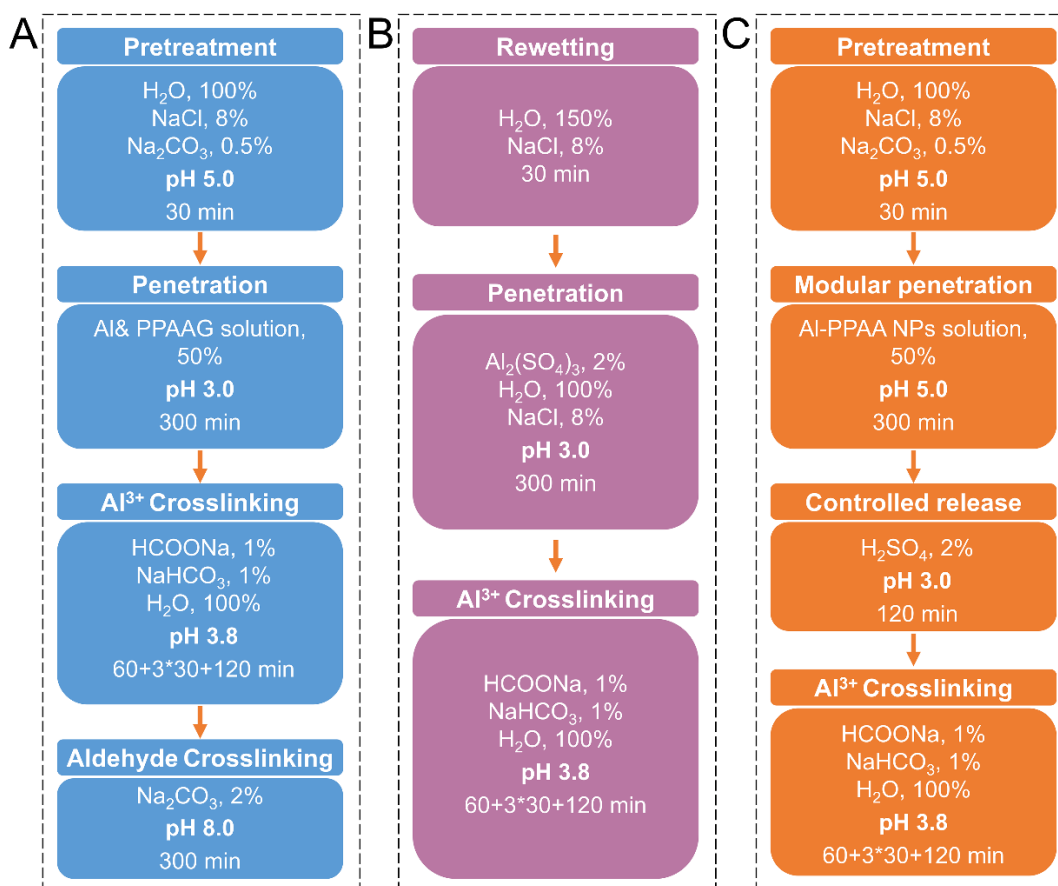 A
Pretreatment
H₂O, 100%
NaCl, 8%
Na₂CO₃, 0.5%
pH 5.0
30 min
Penetration
Al& PPAAG solution,
50%
pH 3.0
300 min
Al³⁺ Crosslinking
HCOONa, 1%
NaHCO₃, 1%
H₂O, 100%
pH 3.8
60+3*30+120 min
Aldehyde Crosslinking
Na₂CO₃, 2%
pH 8.0
300 min
B
Rewetting
H₂O, 150%
NaCl, 8%
30 min
Penetration
Al₂(SO₄)₃, 2%
H₂O, 100%
NaCl, 8%
pH 3.0
300 min
Al³⁺ Crosslinking
HCOONa, 1%
NaHCO₃, 1%
H₂O, 100%
pH 3.8
60+3*30+120 min
C
Pretreatment
H₂O, 100%
NaCl, 8%
Na₂CO₃, 0.5%
pH 5.0
30 min
Modular penetration
Al-PPAA NPs solution,
50%
pH 5.0
300 min
Controlled release
H₂SO₄, 2%
pH 3.0
120 min
Al³⁺ Crosslinking
HCOONa, 1%
NaHCO₃, 1%
H₂O, 100%
pH 3.8
60+3*30+120 min